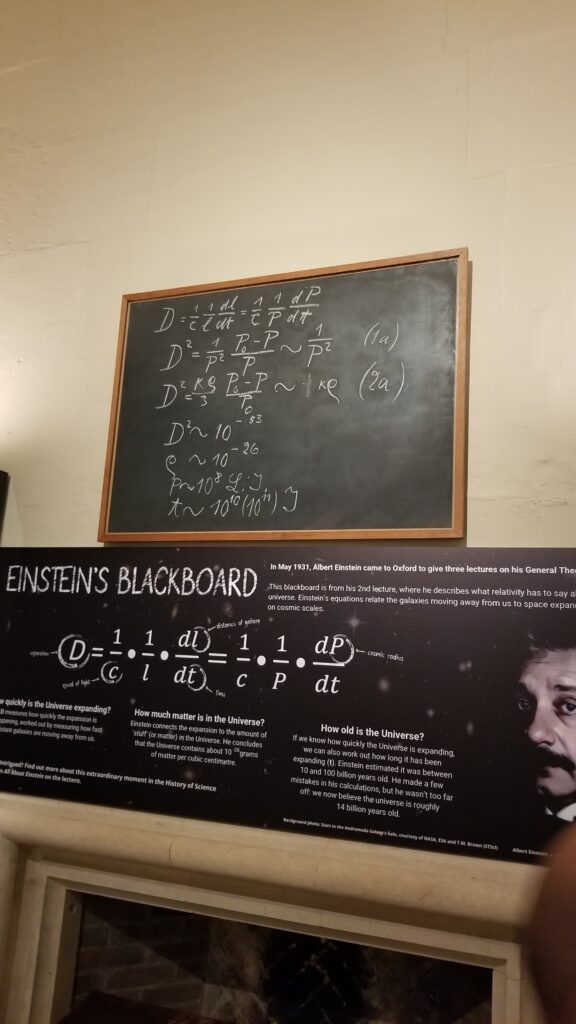 D = 1/c 1/l dl/dt = 1/c 1/P dP/dt
D² = 1/P² P₀-P/P ~ 1/P² (1a)
D² = κρ/3 P₀-P/P₀ ~ κρ (2a)
D² ~ 10⁻⁵³
ρ ~ 10⁻²⁶
P ~ 10⁸ L.J.
t ~ 10¹⁰(10¹¹) J
EINSTEIN'S BLACKBOARD
In May 1931, Albert Einstein came to Oxford to give three lectures on his General
This blackboard is from his 2nd lecture, where he describes what relativity has to say
universe. Einstein's equations relate the galaxies moving away from us to space
on cosmic scales.
D = 1/c • 1/l • dl/dt = 1/c • 1/P • dP/dt
expansion
speed of light
distance of galaxy
time
cosmic radius
quickly is the Universe expanding?
D measures how quickly the expansion is
worked out by measuring how fast
galaxies are moving away from us.
How much matter is in the Universe?
Einstein connects the expansion to the amount of
'stuff' (or matter) in the Universe. He concludes
that the Universe contains about 10⁻²⁶ grams
of matter per cubic centimetre.
How old is the Universe?
If we know how quickly the Universe is expanding,
we can also work out how long it has been
expanding (t). Einstein estimated it was between
10 and 100 billion years old. He made a few
mistakes in his calculations, but he wasn't too far
off: we now believe the universe is roughly
14 billion years old.
Find out more about this extraordinary moment in the History of Science
in All About Einstein on the lectern.
Background photo: Stars in the Andromeda Galaxy's halo, courtesy of NASA, ESA and T.M. Brown (STScI)
Albert Einstein,